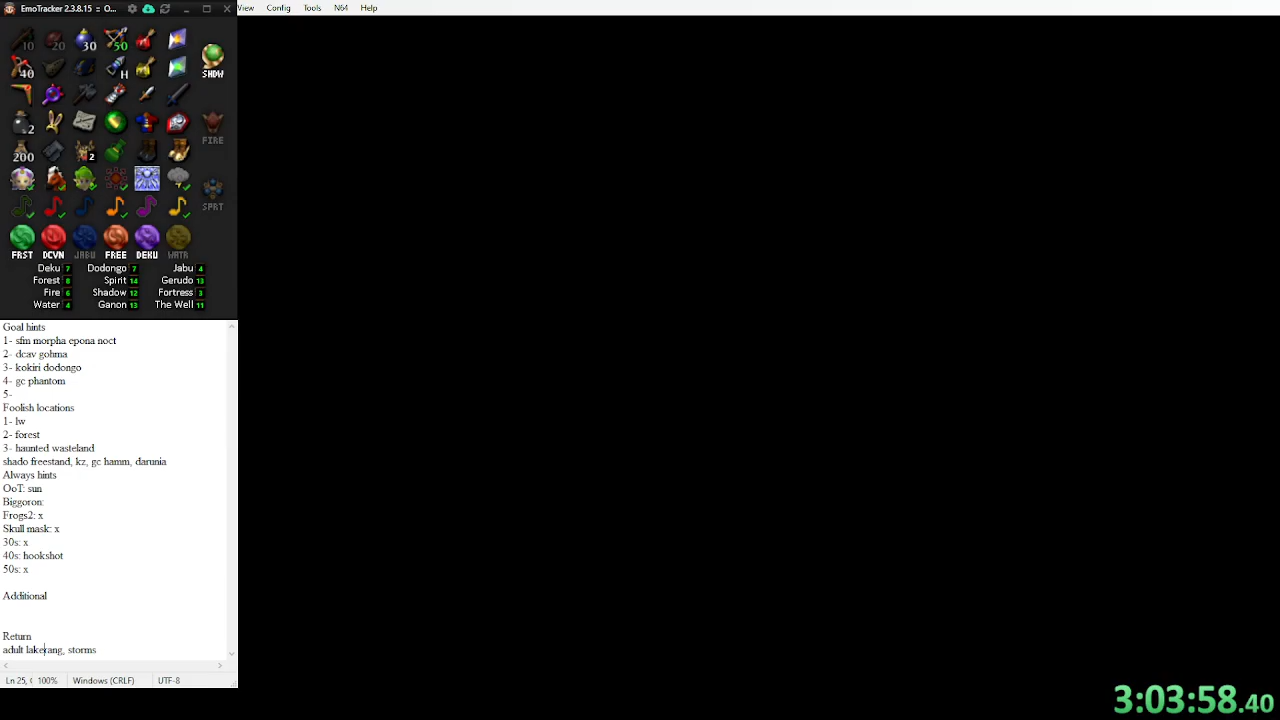 EmoTracker 2.3.8.15 :: O...
View Config Tools N64 Help
10 20 30 50
40 H SHDW
2
FIRE
200 2
SPRT
FRST DCVN JABU FREE DEKU WATR
Deku 7 Dodongo 7 Jabu 4
Forest 8 Spirit 14 Gerudo 13
Fire 6 Shadow 12 Fortress 3
Water 4 Ganon 13 The Well 11
Goal hints
1- sfm morpha epona noct
2- dcav gohma
3- kokiri dodongo
4- gc phantom
5-
Foolish locations
1- lw
2- forest
3- haunted wasteland
shado freestand, kz, gc hamm, darunia
Always hints
OoT: sun
Biggoron:
Frogs2: x
Skull mask: x
30s: x
40s: hookshot
50s: x
Additional
Return
adult lakerang, storms
Ln 25, 100% Windows (CRLF) UTF-8
3:03:58.40